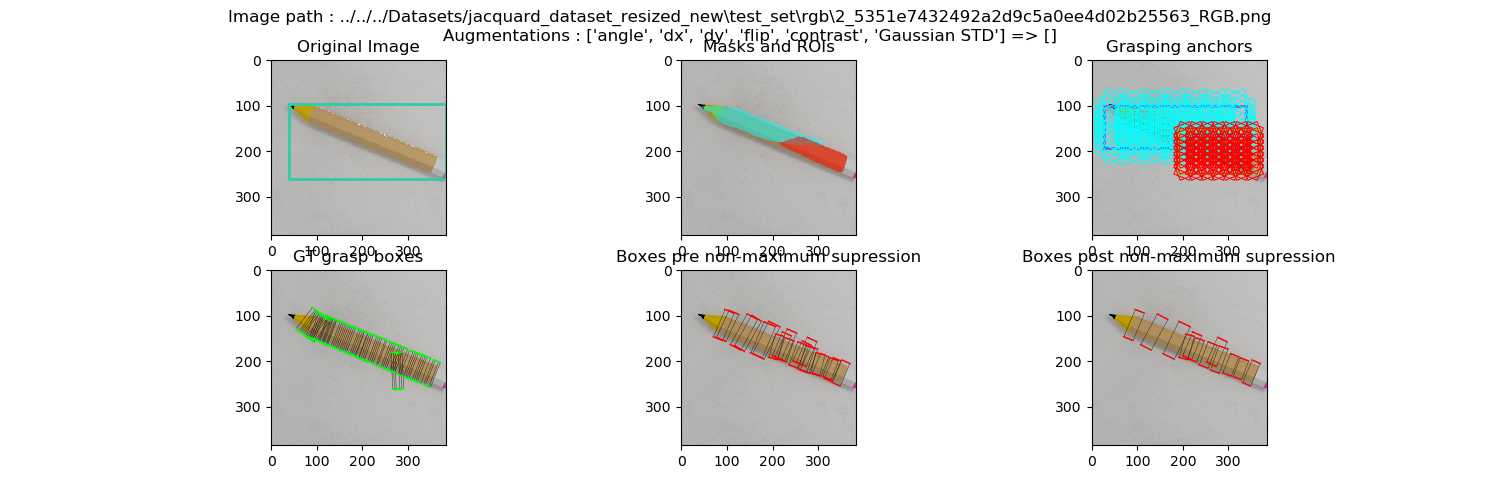 Image path : ../../../Datasets/jacquard_dataset_resized_new\test_set\rgb\2_5351e7432492a2d9c5a0ee4d02b25563_RGB.png
Augmentations : ['angle', 'dx', 'dy', 'flip', 'contrast', 'Gaussian STD'] => []
Original Image
0
100
200
300
0 100 200 300
Masks and ROIs
0
100
200
300
0 100 200 300
Grasping anchors
0
100
200
300
0 100 200 300
GT grasp boxes
0
100
200
300
0 100 200 300
Boxes pre non-maximum supression
0
100
200
300
0 100 200 300
Boxes post non-maximum supression
0
100
200
300
0 100 200 300